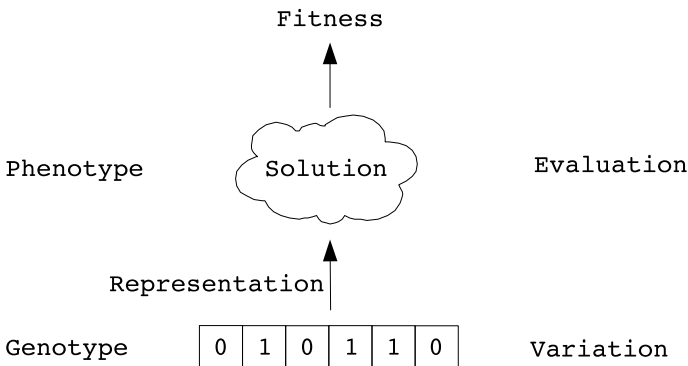 Fitness
Phenotype Solution Evaluation
Representation
Genotype 0 1 0 1 1 0 Variation